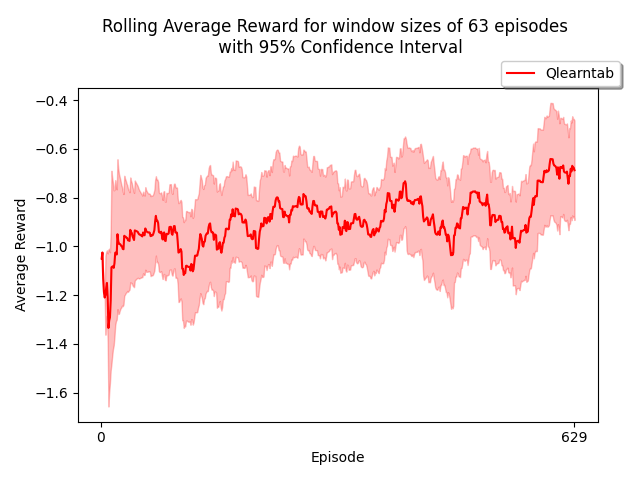 Rolling Average Reward for window sizes of 63 episodes
with 95% Confidence Interval
Qlearntab
−0.4
−0.6
−0.8
−1.0
−1.2
−1.4
−1.6
Average Reward
0
629
Episode